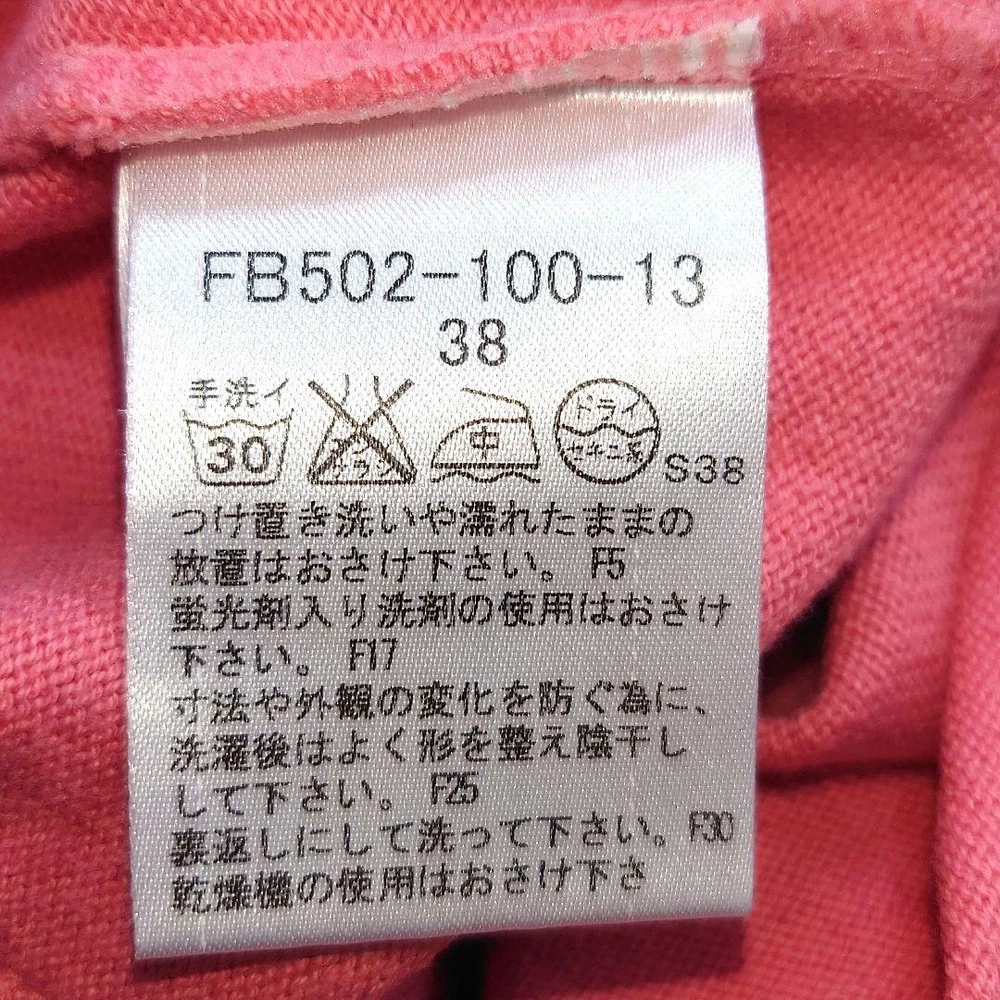 FB502-100-13
38
手洗イ
30
エンソ
中
ドライ
セキユ系
S38
つけ置き洗いや濡れたままの
放置はおさけ下さい。 F5
蛍光剤入り洗剤の使用はおさけ
下さい。 F17
寸法や外観の変化を防ぐ為に、
洗濯後はよく形を整え陰干し
して下さい。 F25
裏返しにして洗って下さい。F30
乾燥機の使用はおさけ下さ